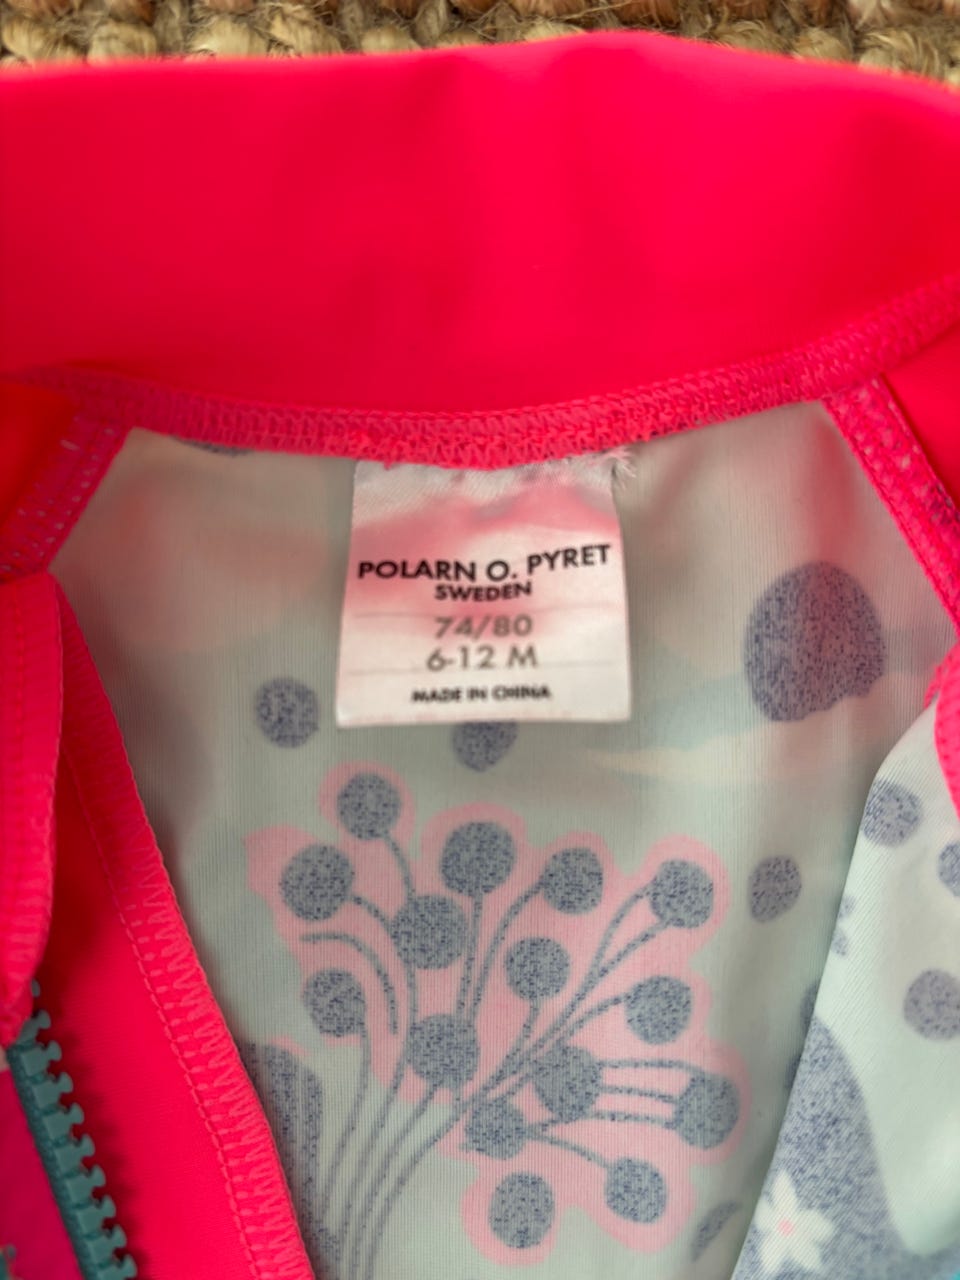 POLARN O. PYRET
SWEDEN
74/80
6-12 M
MADE IN CHINA